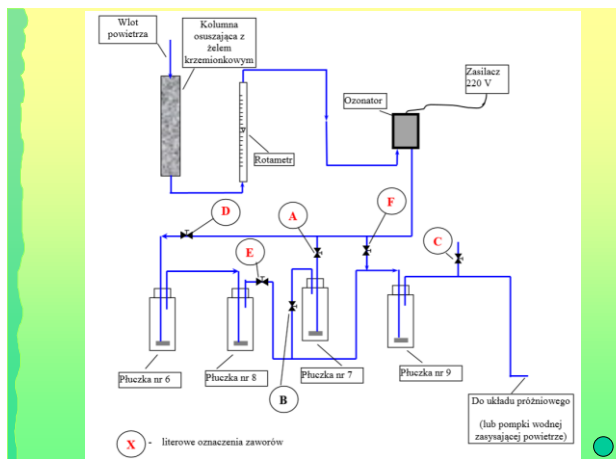 Wlot
powietrza
Kolumna
osuszająca z
żelem
krzemionkowym
Zasilacz
220 V
Ozonator
Rotametr
D
A
F
E
C
Płuczka nr 6
Płuczka nr 8
B
Płuczka nr 7
Płuczka nr 9
Do układu próżniowego
(lub pompki wodnej
zasysającej powietrze)
X - literowe oznaczenia zaworów